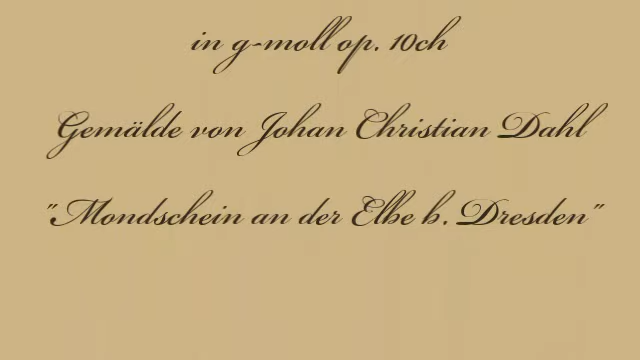 in g-moll op. 10ch
Gemälde von Johan Christian Dahl
"Mondschein an der Elbe b. Dresden"